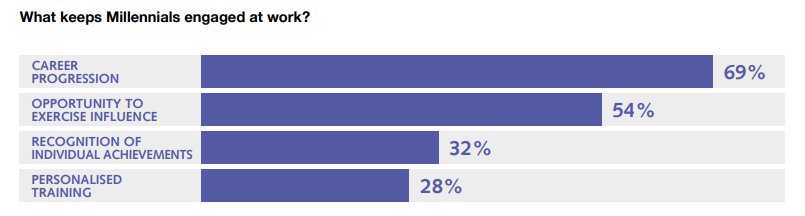 What keeps Millennials engaged at work?
CAREER
PROGRESSION
69%
OPPORTUNITY TO
EXERCISE INFLUENCE
54%
RECOGNITION OF
INDIVIDUAL ACHIEVEMENTS
32%
PERSONALISED
TRAINING
28%